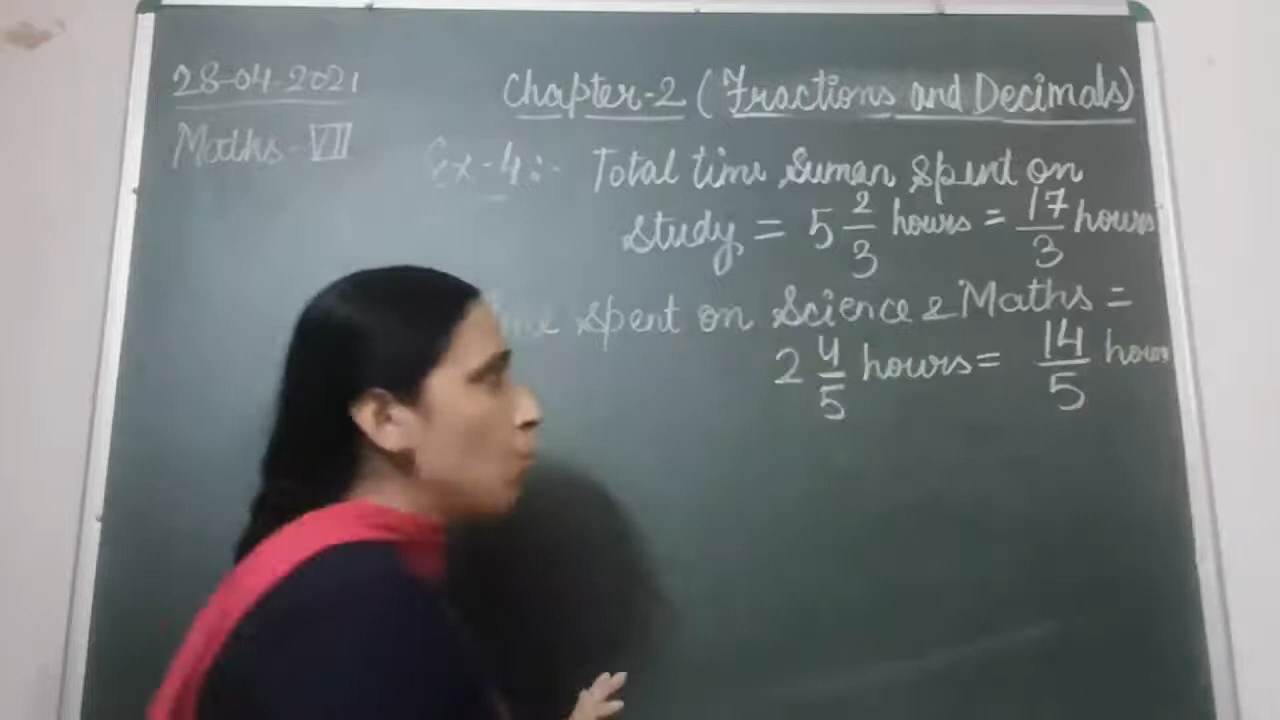 28-04-2021
Chapter-2 (Fractions and Decimals)
Maths-VII
Ex-4:- Total time Suman spent on
study = 5 2/3 hours = 17/3 hours
spent on Science & Maths =
2 4/5 hours = 14/5 hours